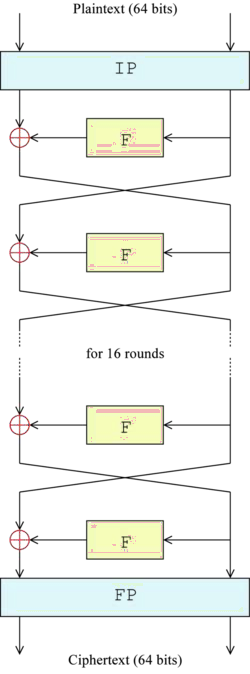 Plaintext (64 bits)
IP
F
F
for 16 rounds
F
F
FP
Ciphertext (64 bits)